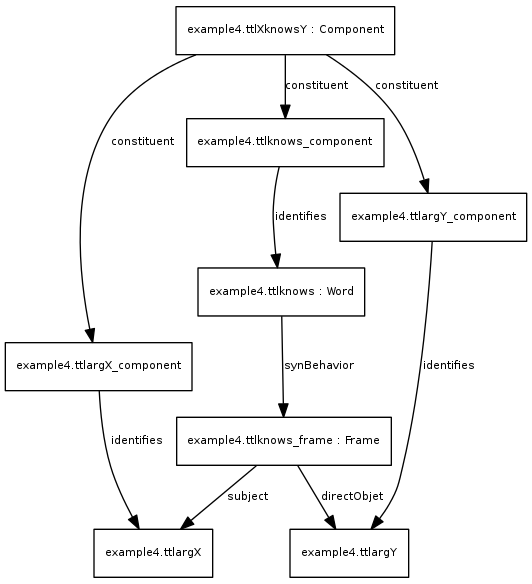 example4.ttlXknowsY : Component
constituent
constituent
constituent
example4.ttlknows_component
example4.ttlargY_component
identifies
example4.ttlknows : Word
example4.ttlargX_component
synBehavior
identifies
identifies
example4.ttlknows_frame : Frame
subject
directObjet
example4.ttlargX
example4.ttlargY